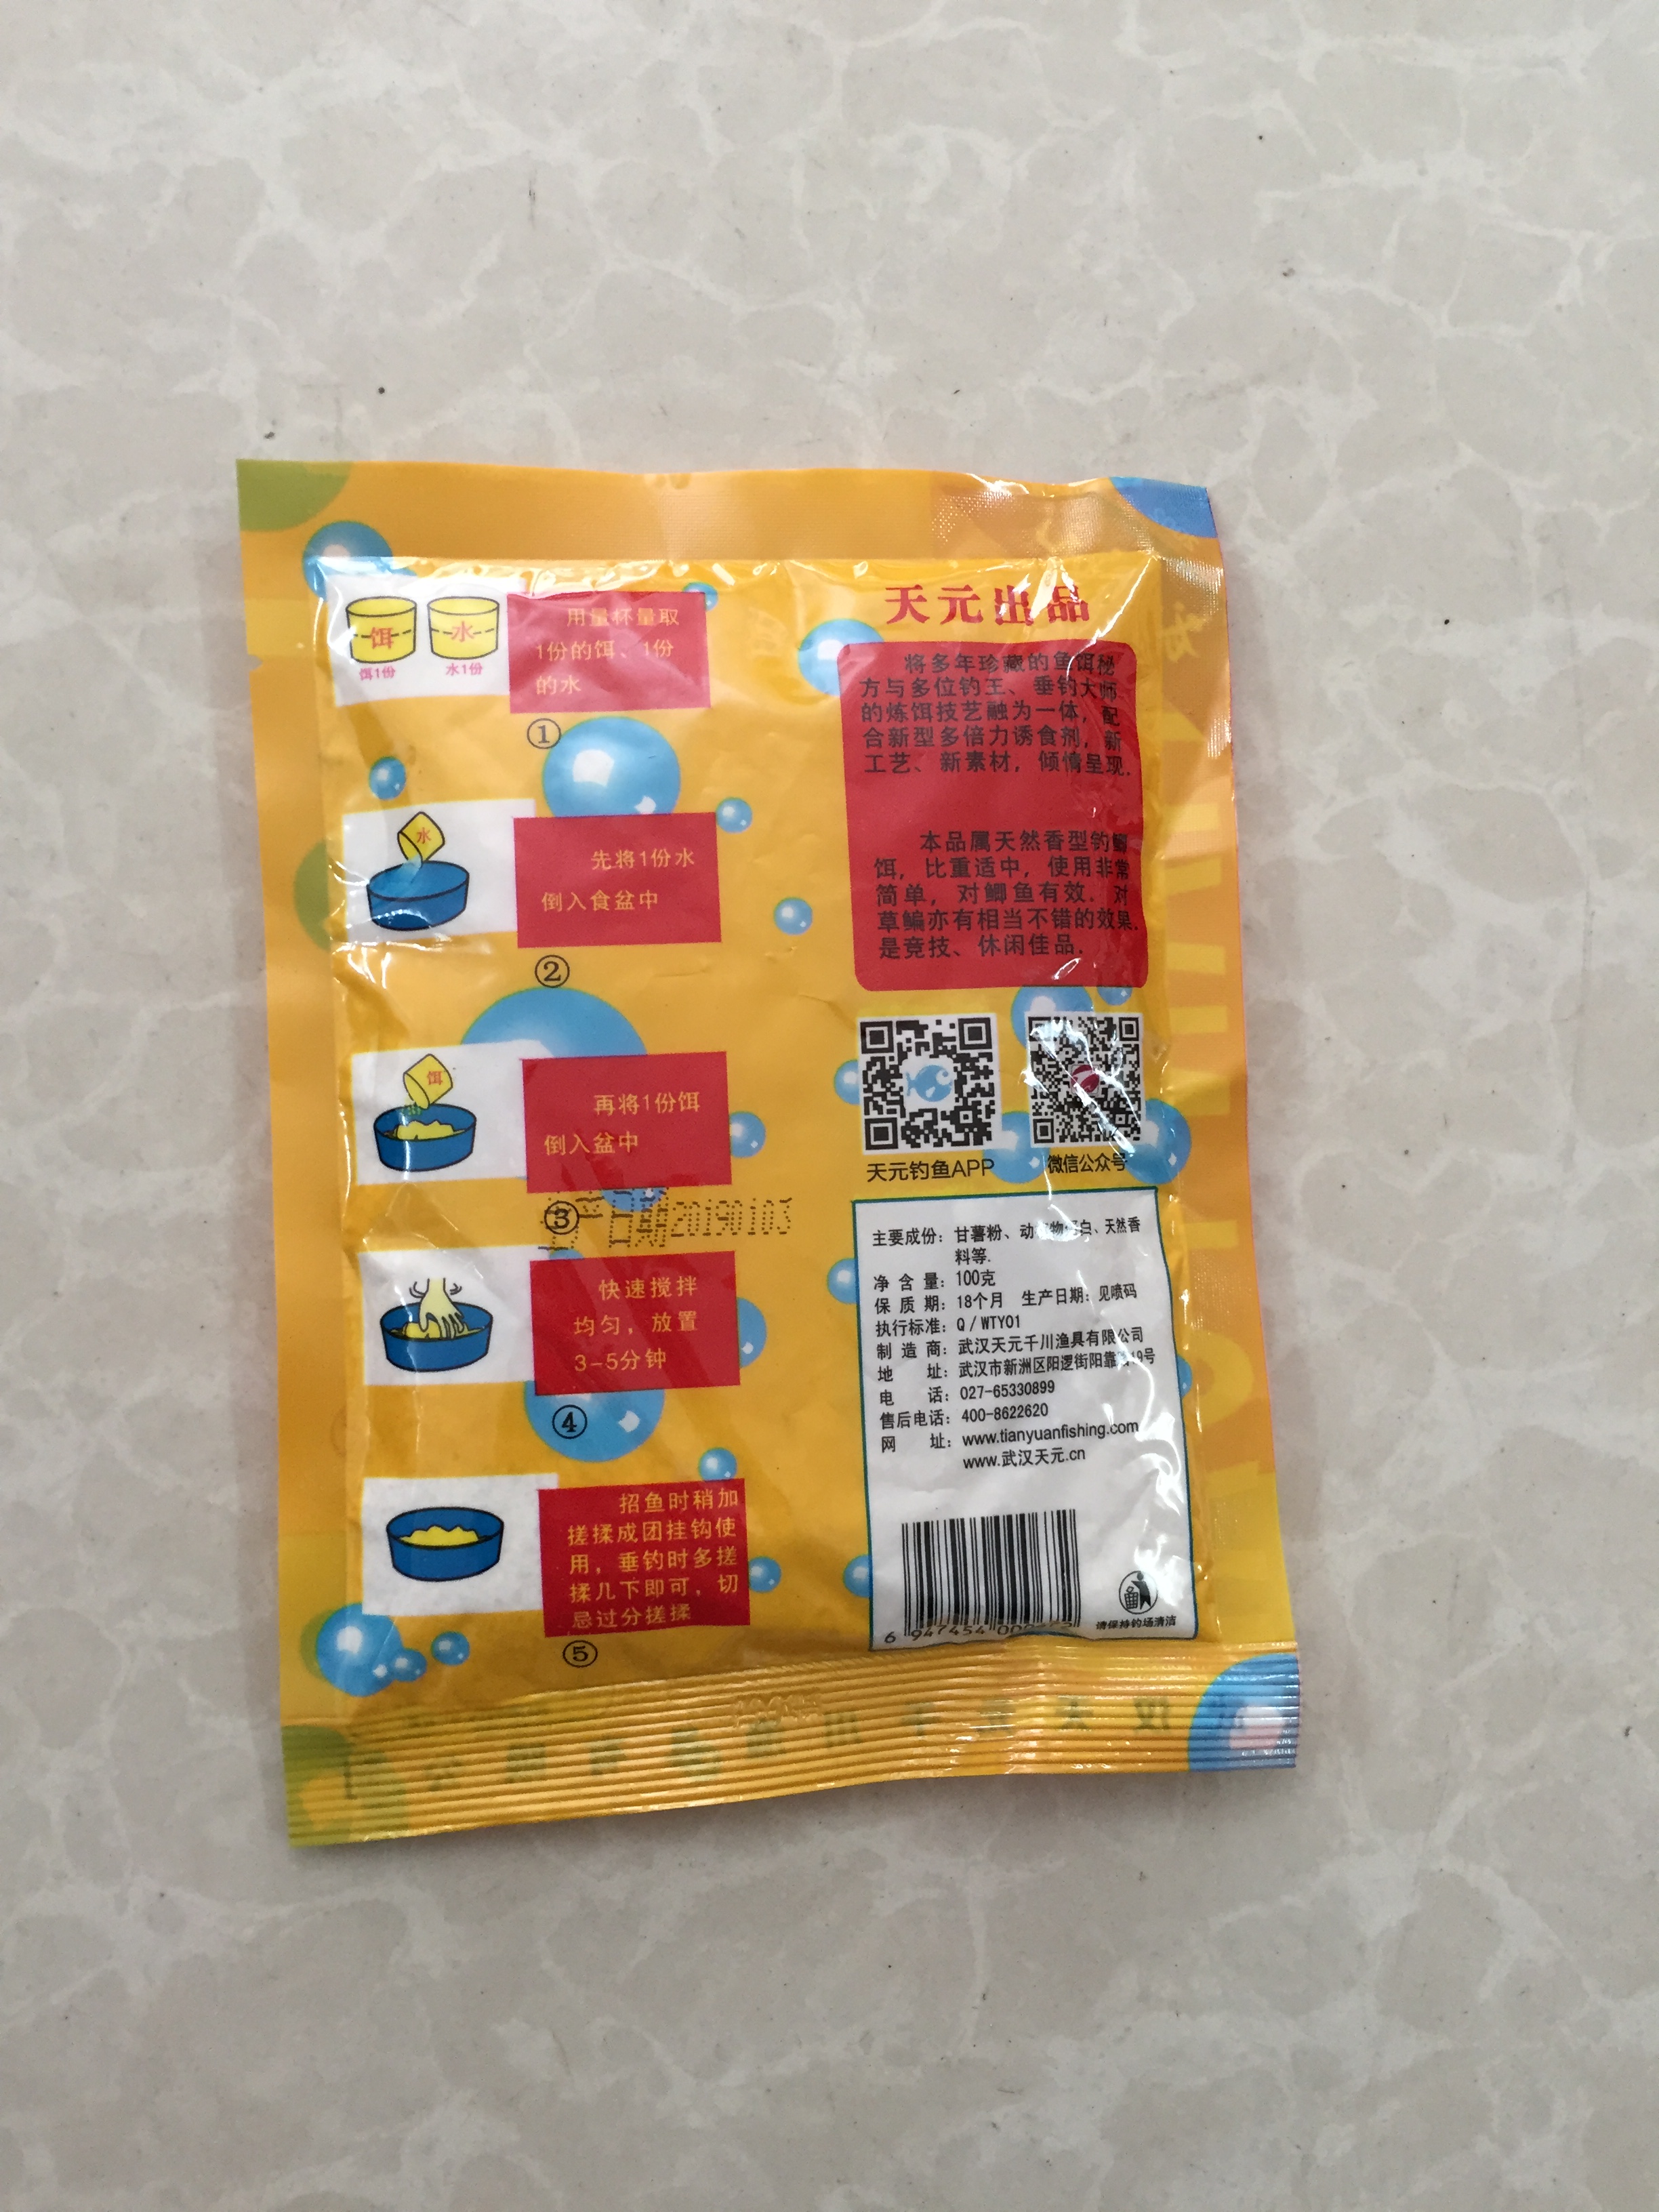 饵
水
饵1份
水1份
用量杯量取
1份的饵、1份
的水
①
水
先将1份水
倒入食盆中
②
饵
再将1份饵
倒入盆中
③
生产日期20190103
快速搅拌
均匀，放置
3-5分钟
④
招鱼时稍加
搓揉成团挂钩使
用，垂钓时多搓
揉几下即可，切
忌过分搓揉
⑤
天元出品
将多年珍藏的鱼饵秘
方与多位钓王、垂钓大师
的炼饵技艺融为一体，配
合新型多倍力诱食剂，新
工艺、新素材，倾情呈现.
本品属天然香型钓鲫
饵，比重适中，使用非常
简单，对鲫鱼有效. 对
草鳊亦有相当不错的效果.
是竞技、休闲佳品.
天元钓鱼APP
微信公众号
主要成份：甘薯粉、动 物 白、天然香
料等.
净含量：100克
保质期：18个月 生产日期：见喷码
执行标准：Q/WTY01
制造商：武汉天元千川渔具有限公司
地址：武汉市新洲区阳逻街阳靠 19号
电话：027-65330899
售后电话：400-8622620
网址：www.tianyuanfishing.com
www.武汉天元.cn
6 947454
请保持钓场清洁